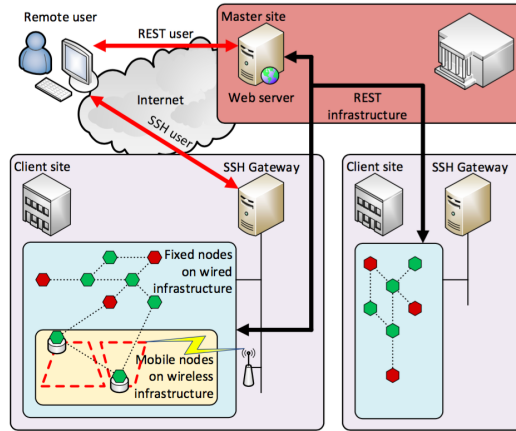 Remote user
Master site
REST user
Internet
Web server
REST
infrastructure
SSH user
Client site
SSH Gateway
Client site
SSH Gateway
Fixed nodes
on wired
infrastructure
Mobile nodes
on wireless
infrastructure